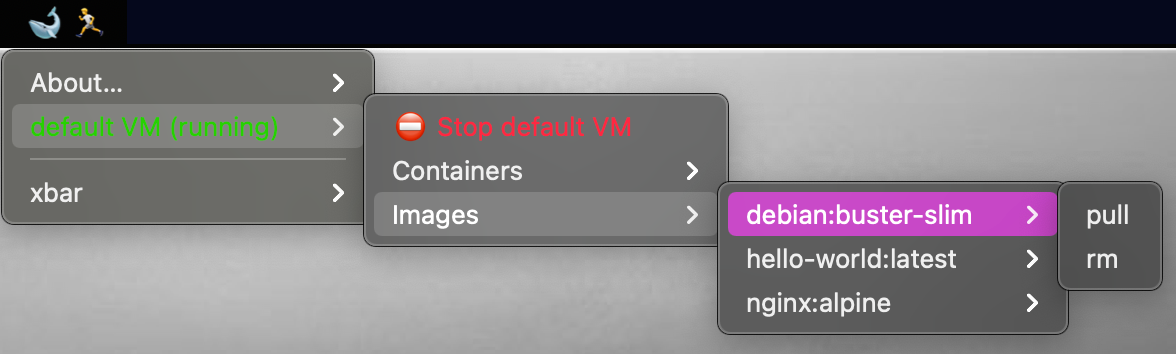 About...
default VM (running)
xbar
Stop default VM
Containers
Images
debian:buster-slim
hello-world:latest
nginx:alpine
pull
rm